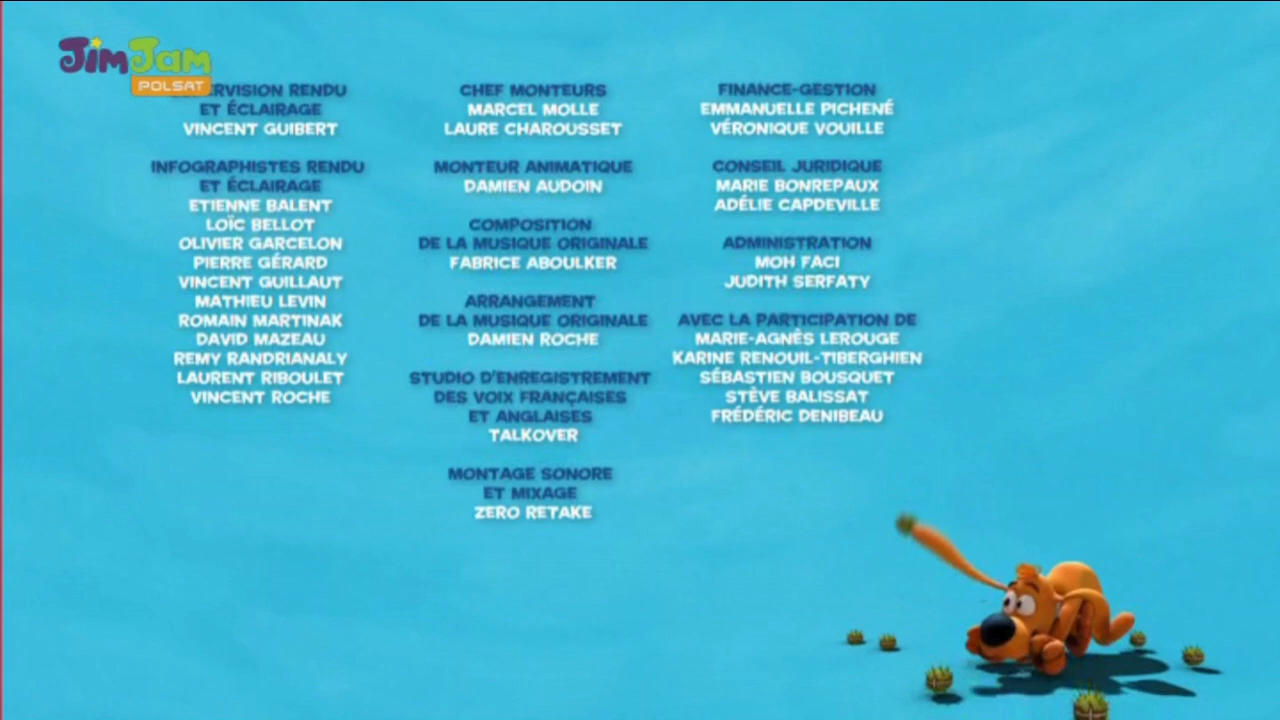 JimJam
POLSAT
RENDU
ET ÉCLAIRAGE
VINCENT GUIBERT
INFOGRAPHISTES RENDU
ET ÉCLAIRAGE
ETIENNE BALENT
LOÏC BELLOT
OLIVIER GARCELON
PIERRE GÉRARD
VINCENT GUILLAUT
MATHIEU LEVIN
ROMAIN MARTINAK
DAVID MAZEAU
REMY RANDRIANALY
LAURENT RIBOULET
VINCENT ROCHE
CHEF MONTEURS
MARCEL MOLLE
LAURE CHAROUSSET
MONTEUR ANIMATIQUE
DAMIEN AUDOIN
COMPOSITION
DE LA MUSIQUE ORIGINALE
FABRICE ABOULKER
ARRANGEMENT
DE LA MUSIQUE ORIGINALE
DAMIEN ROCHE
STUDIO D'ENREGISTREMENT
DES VOIX FRANÇAISES
ET ANGLAISES
TALKOVER
MONTAGE SONORE
ET MIXAGE
ZERO RETAKE
FINANCE-GESTION
EMMANUELLE PICHENÉ
VÉRONIQUE VOUILLE
CONSEIL JURIDIQUE
MARIE BONREPAUX
ADÉLIE CAPDEVILLE
ADMINISTRATION
MOH FACI
JUDITH SERFATY
AVEC LA PARTICIPATION DE
MARIE-AGNÈS LEROUGE
KARINE RENOUIL-TIBERGHIEN
SÉBASTIEN BOUSQUET
STÈVE BALISSAT
FRÉDÉRIC DENIBEAU